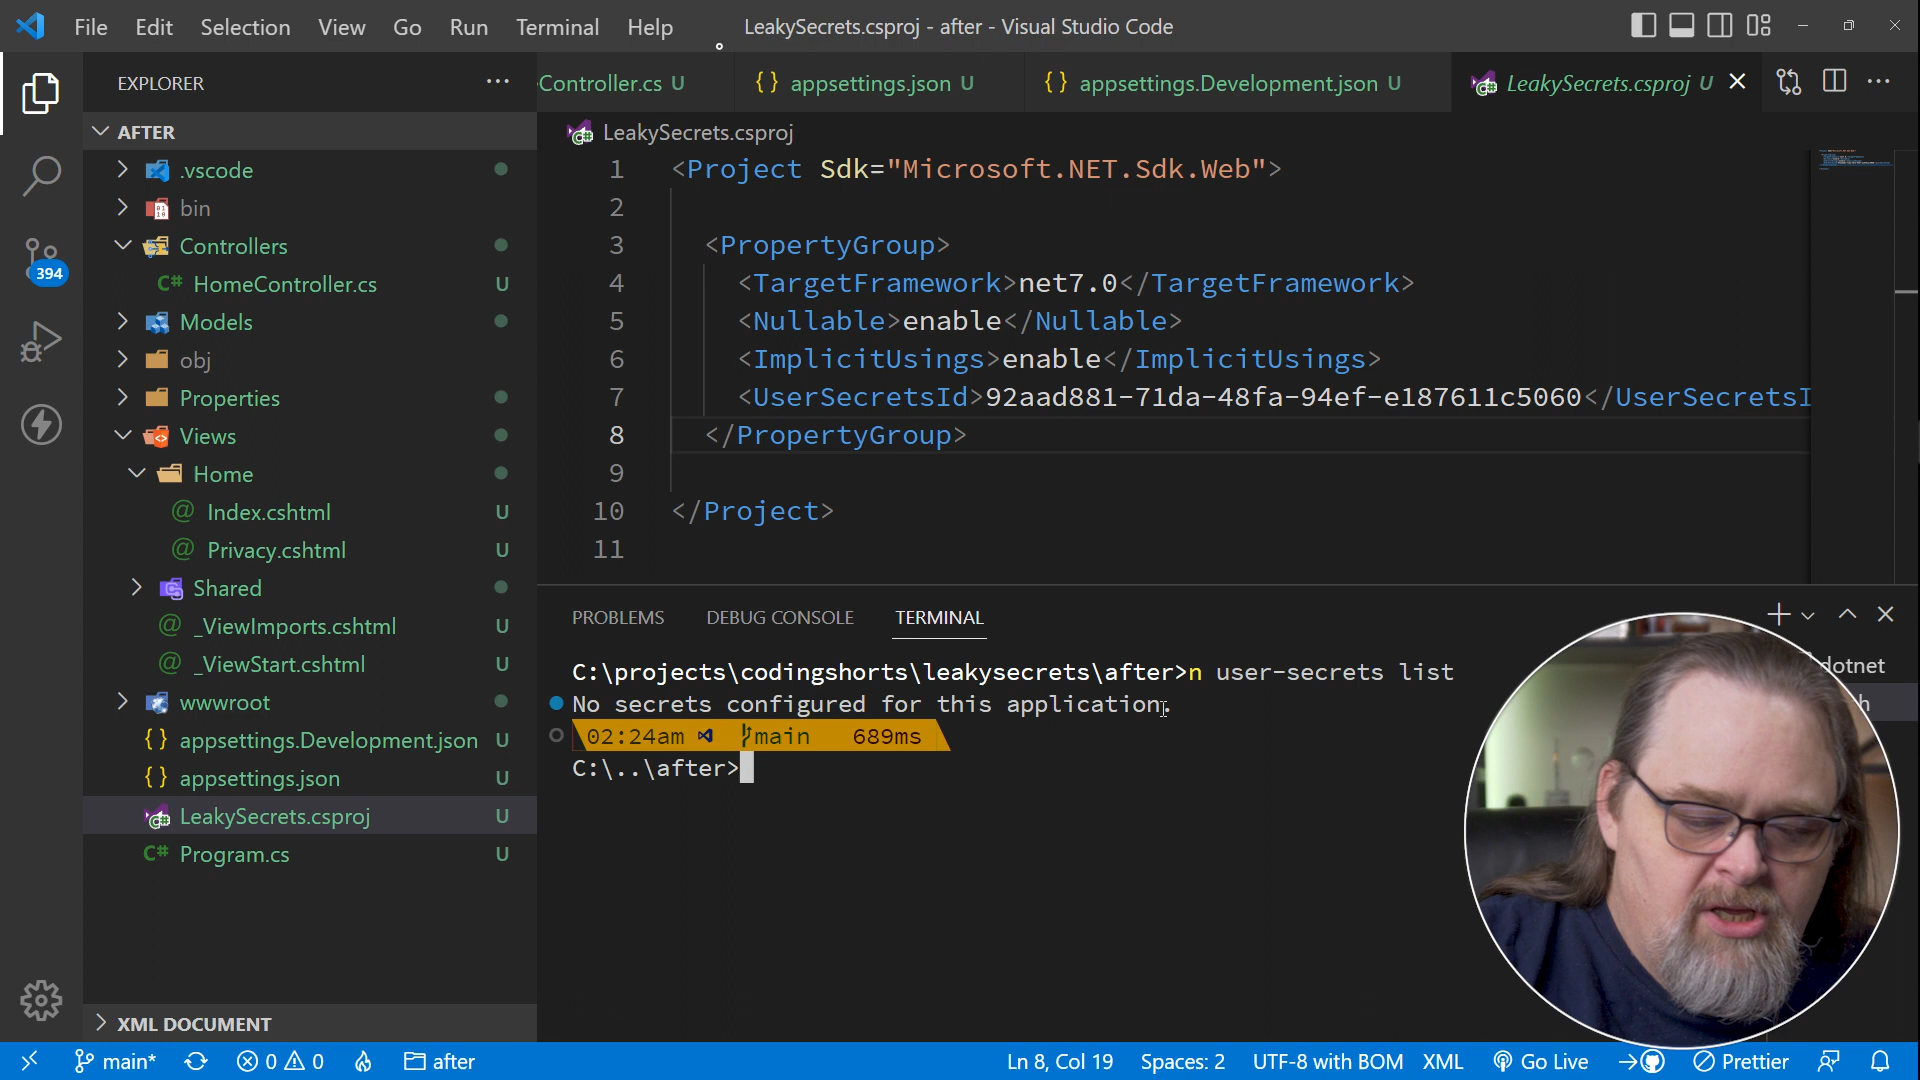 File Edit Selection View Go Run Terminal Help
LeakySecrets.csproj - after - Visual Studio Code
EXPLORER
AFTER
.vscode
bin
Controllers
C# HomeController.cs U
Models
obj
Properties
Views
Home
@ Index.cshtml U
@ Privacy.cshtml U
Shared
@ _ViewImports.cshtml U
@ _ViewStart.cshtml U
wwwroot
{} appsettings.Development.json U
{} appsettings.json U
LeakySecrets.csproj U
C# Program.cs U
XML DOCUMENT
394
Controller.cs U
{} appsettings.json U
{} appsettings.Development.json U
LeakySecrets.csproj U
LeakySecrets.csproj
1 <Project Sdk="Microsoft.NET.Sdk.Web">
2
3 <PropertyGroup>
4 <TargetFramework>net7.0</TargetFramework>
5 <Nullable>enable</Nullable>
6 <ImplicitUsings>enable</ImplicitUsings>
7 <UserSecretsId>92aad881-71da-48fa-94ef-e187611c5060</UserSecretsI
8 </PropertyGroup>
9
10 </Project>
11
PROBLEMS DEBUG CONSOLE TERMINAL
C:\projects\codingshorts\leakysecrets\after>n user-secrets list
No secrets configured for this application.
02:24am main 689ms
C:\..\after>
dotnet
main* 0 0 after
Ln 8, Col 19 Spaces: 2 UTF-8 with BOM XML Go Live Prettier